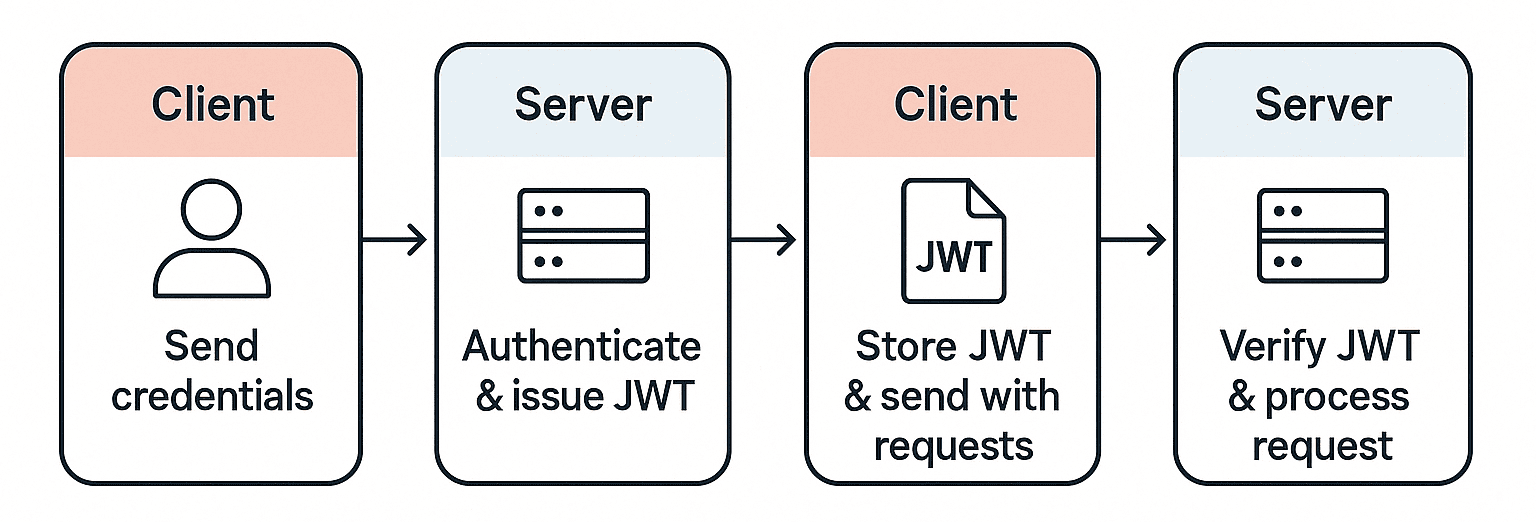 Client
Send
credentials
Server
Authenticate
& issue JWT
Client
JWT
Store JWT
& send with
requests
Server
Verify JWT
& process
request